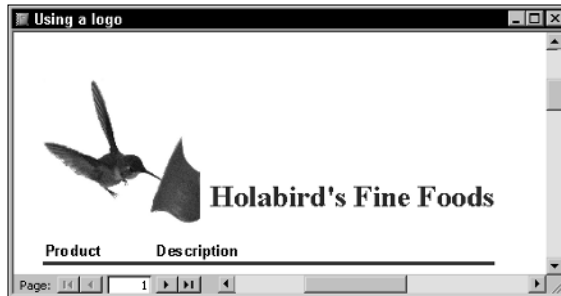 Using a logo
Holabird's Fine Foods
Product Description
Page: 1